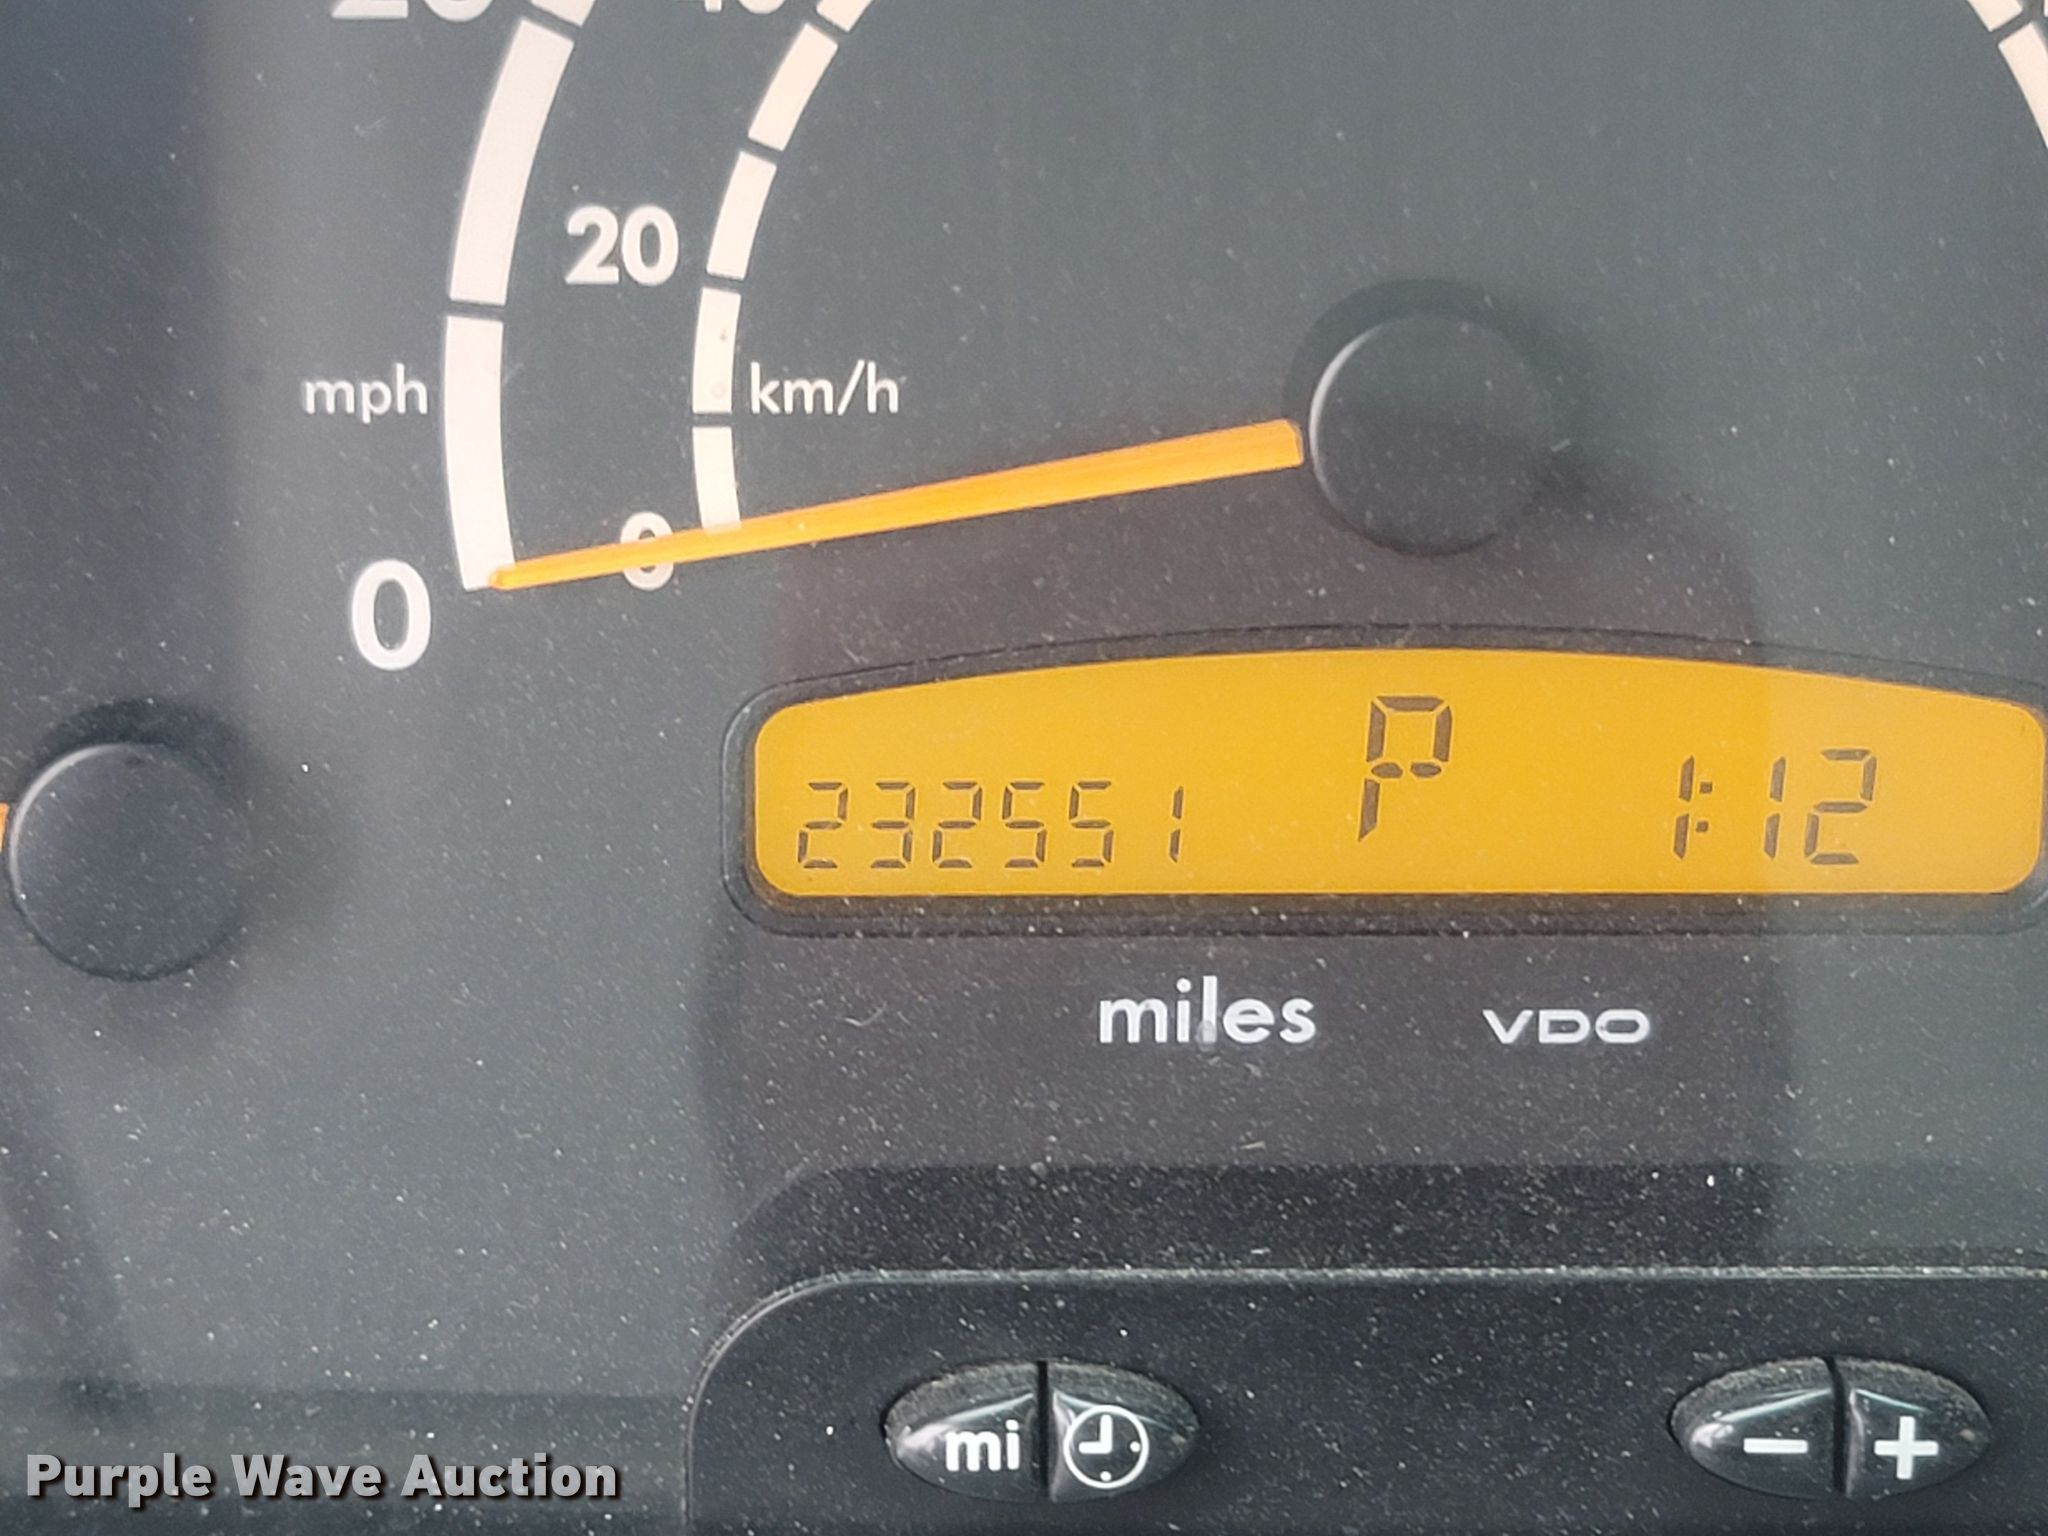 20
mph
km/h
0
0
232551 P 1:12
miles VDO
mi - +
Purple Wave Auction